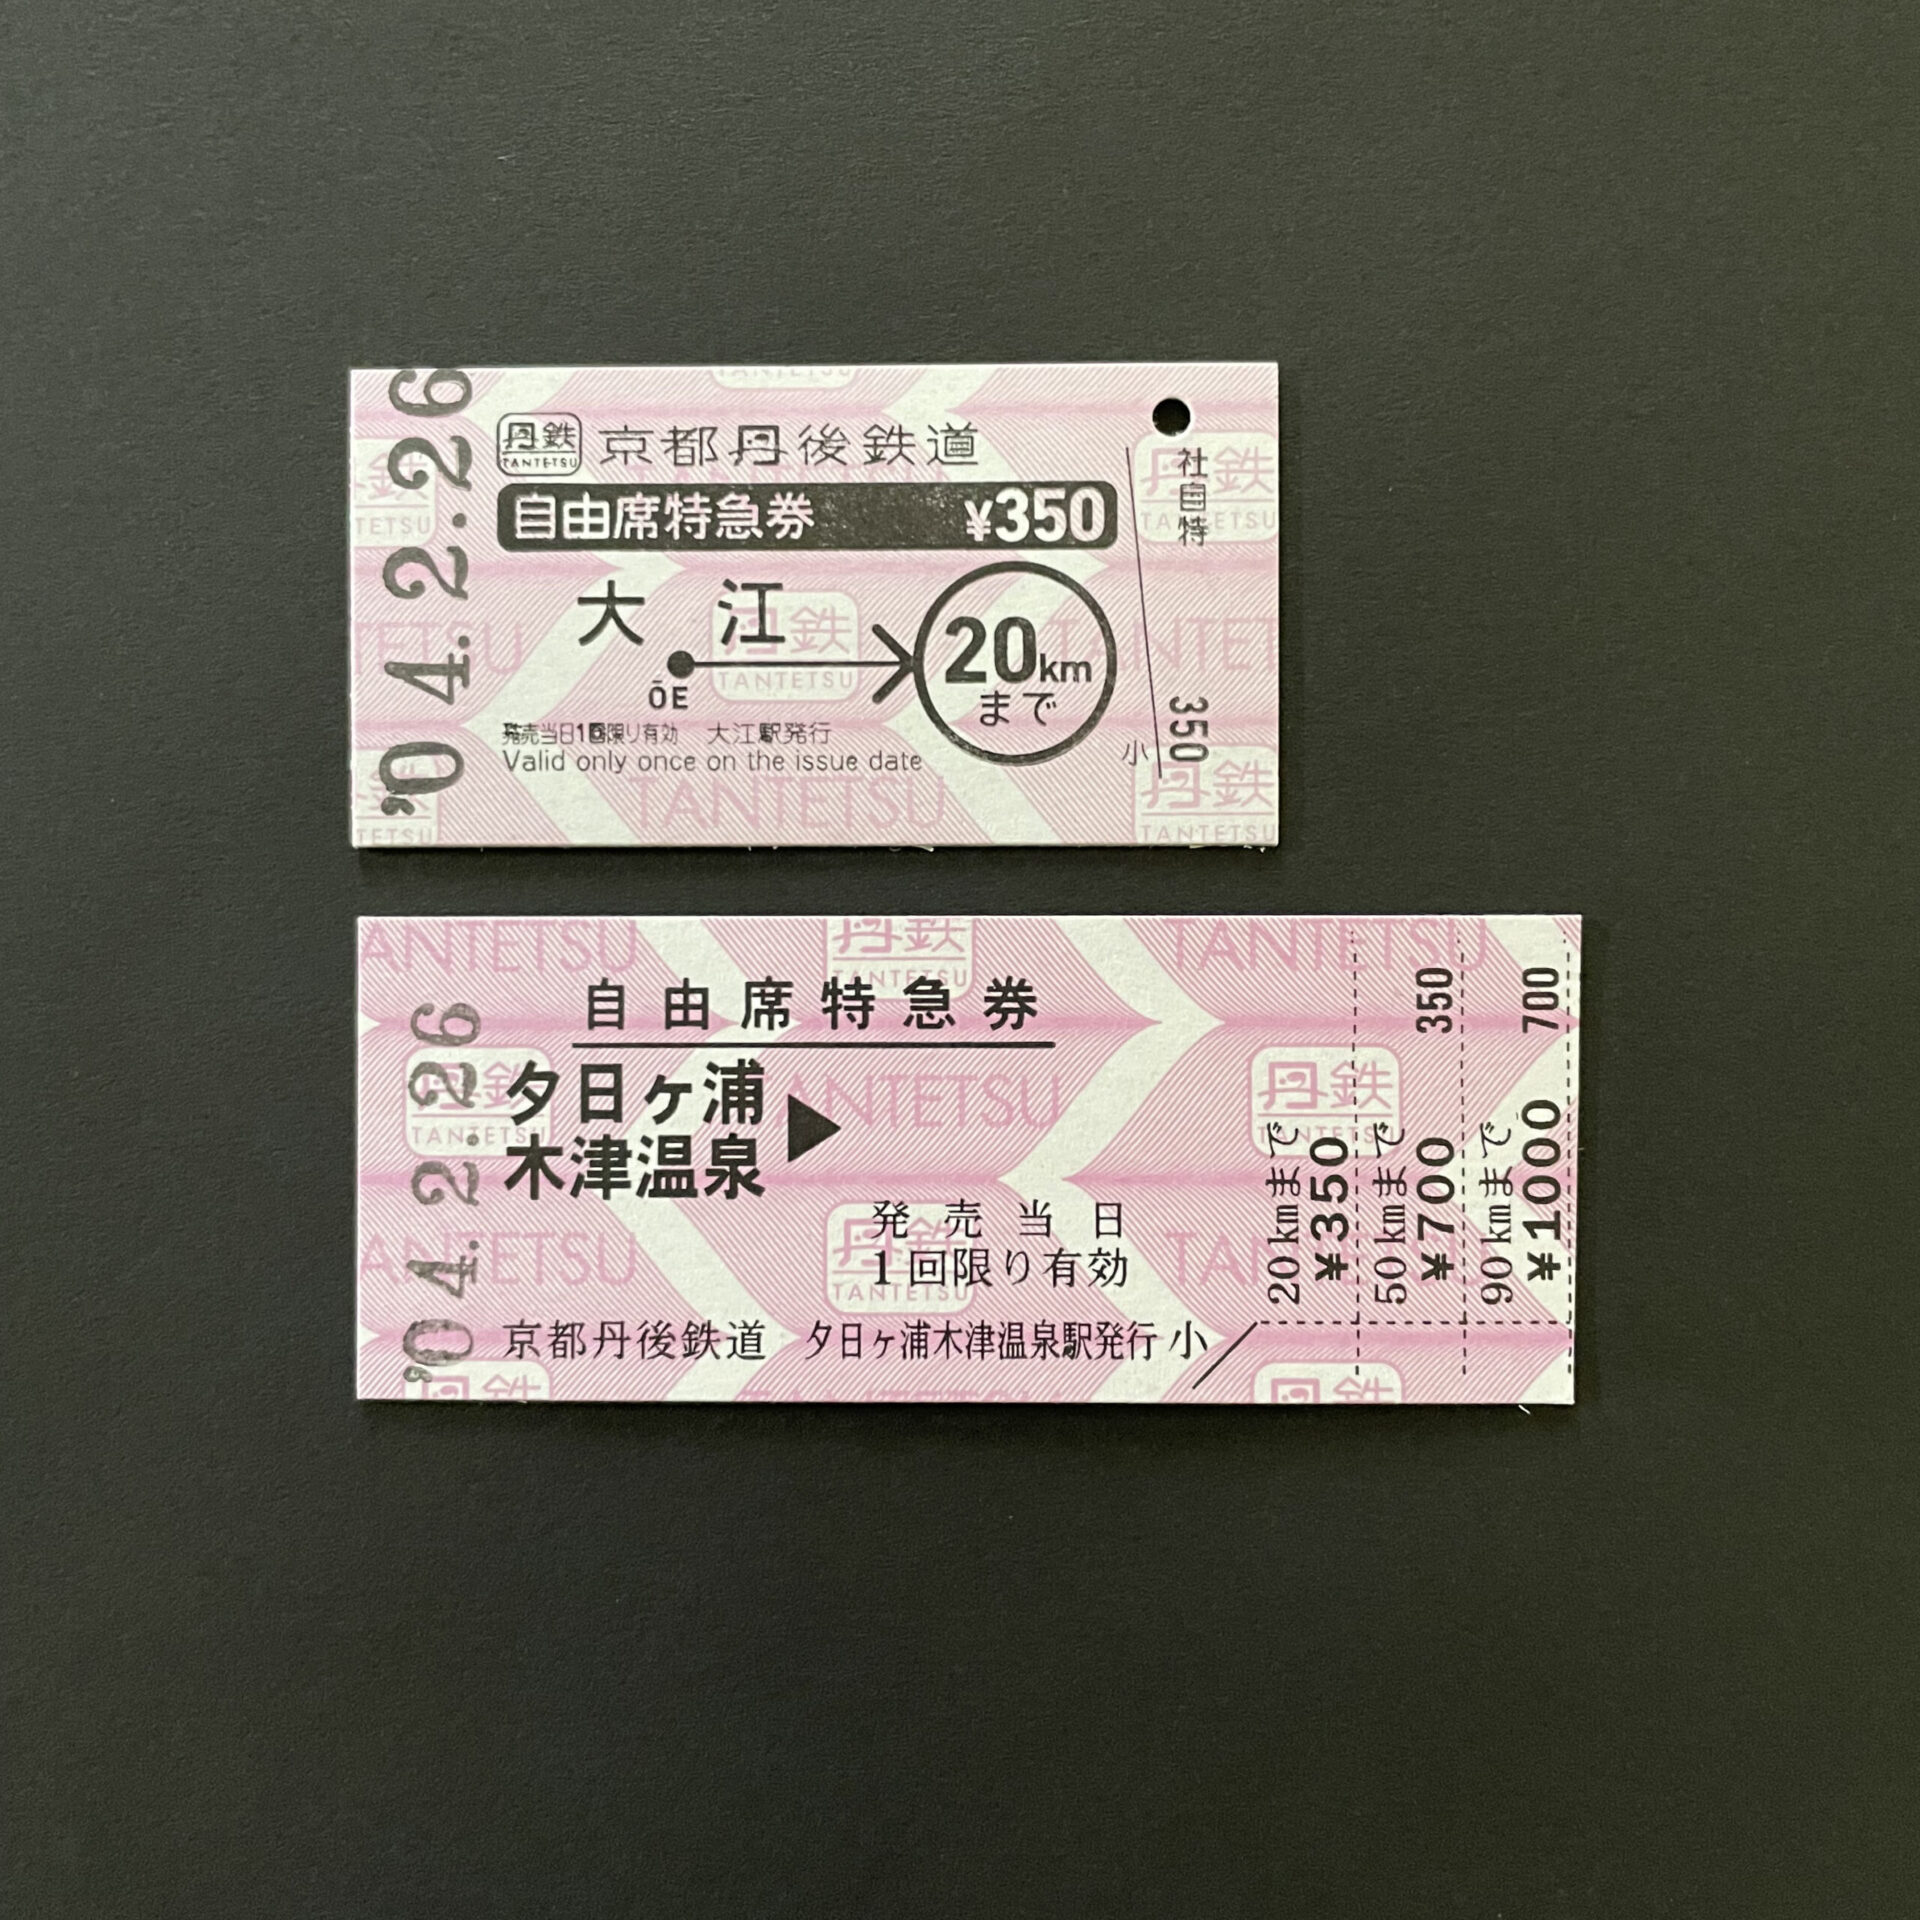 '04.2.26
丹鉄 京都丹後鉄道
TANTETSU
自由席特急券 ¥350
大江
ŌE
20km
まで
発売当日1回限り有効 大江駅発行
Valid only once on the issue date
小
社自特
350
'04.2.26
自由席特急券
夕日ヶ浦
木津温泉
▶
発売当日
1回限り有効
京都丹後鉄道 夕日ヶ浦木津温泉駅発行 小
20kmまで
¥350
50kmまで
¥700 350
90kmまで
¥1000 700
丹鉄
TANTETSU